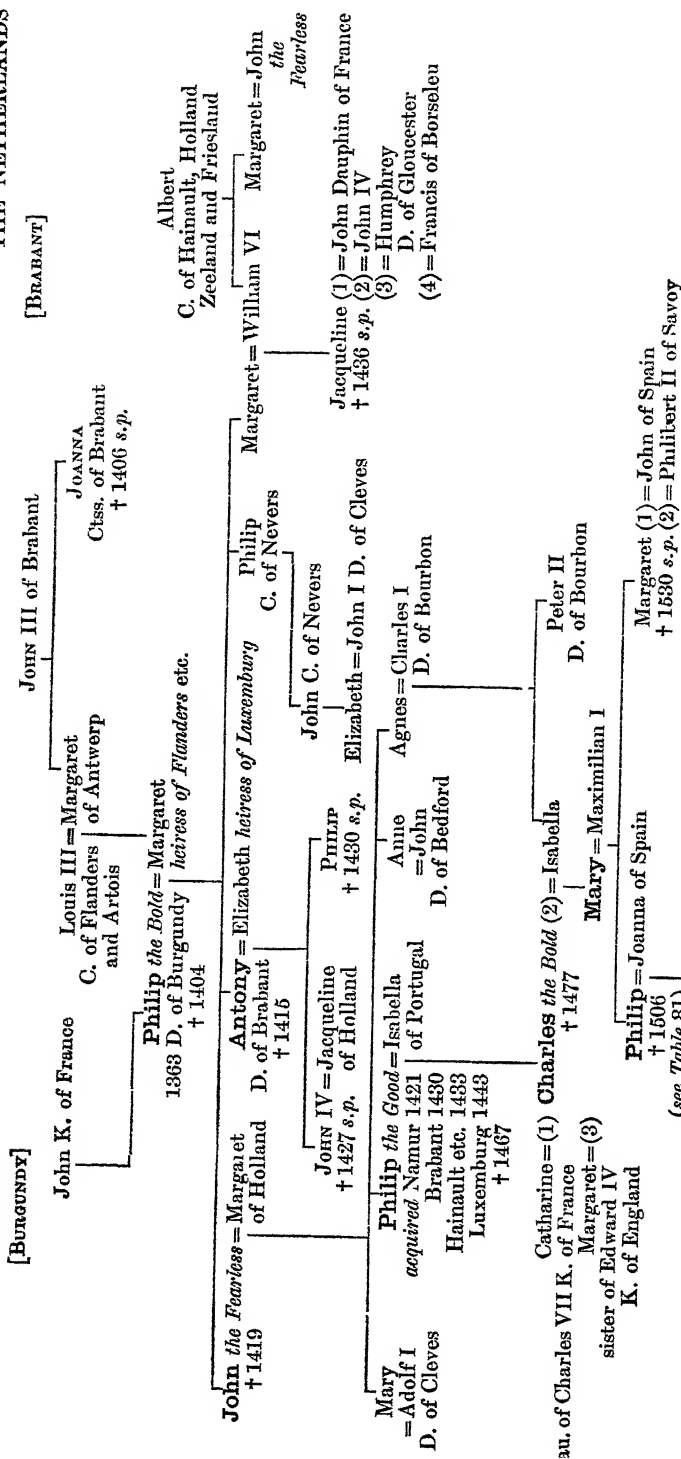 THE NETHERLANDS
[BURGUNDY]
[BRABANT]
JOHN III of Brabant
John K. of France
Louis III=Margaret
C. of Flanders of Antwerp
and Artois
JOANNA
Ctss. of Brabant
† 1406 s.p.
Philip the Bold=Margaret
1363 D. of Burgundy heiress of Flanders etc.
† 1404
Albert
C. of Hainault, Holland
Zeeland and Friesland
John the Fearless=Margaret
† 1419 of Holland
Antony=Elizabeth heiress of Luxemburg
D. of Brabant
† 1415
Philip
C. of Nevers
Margaret=William VI
Margaret=John
the
Fearless
JOHN IV=Jacqueline
† 1427 s.p. of Holland
PHILIP
† 1430 s.p.
John C. of Nevers
Elizabeth=John I D. of Cleves
Jacqueline (1)=John Dauphin of France
† 1436 s.p. (2)=John IV
(3)=Humphrey
D. of Gloucester
(4)=Francis of Borseleu
Mary
=Adolf I
D. of Cleves
Philip the Good=Isabella
acquired Namur 1421 of Portugal
Brabant 1430
Hainault etc. 1433
Luxemburg 1443
† 1467
Anne
=John
D. of Bedford
Agnes=Charles I
D. of Bourbon
Catharine=(1) Charles the Bold (2)=Isabella
au. of Charles VII K. of France † 1477
Margaret=(3)
sister of Edward IV
K. of England
Peter II
D. of Bourbon
Mary=Maximilian I
Philip=Joanna of Spain
† 1506
(see Table 81)
Margaret (1)=John of Spain
† 1530 s.p. (2)=Philibert II of Savoy